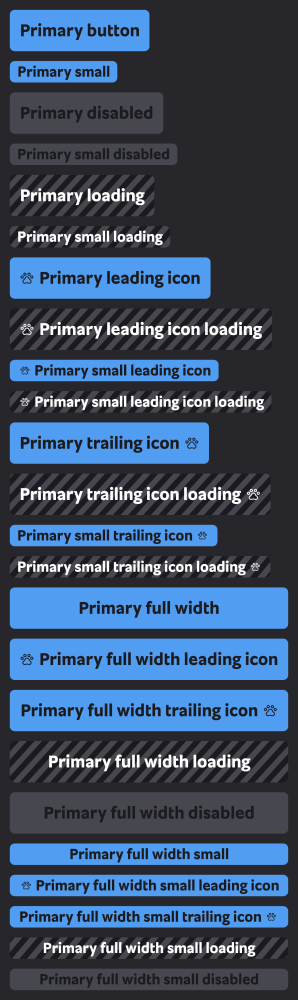 Primary button
Primary small
Primary disabled
Primary small disabled
Primary loading
Primary small loading
Primary leading icon
Primary leading icon loading
Primary small leading icon
Primary small leading icon loading
Primary trailing icon
Primary trailing icon loading
Primary small trailing icon
Primary small trailing icon loading
Primary full width
Primary full width leading icon
Primary full width trailing icon
Primary full width loading
Primary full width disabled
Primary full width small
Primary full width small leading icon
Primary full width small trailing icon
Primary full width small loading
Primary full width small disabled